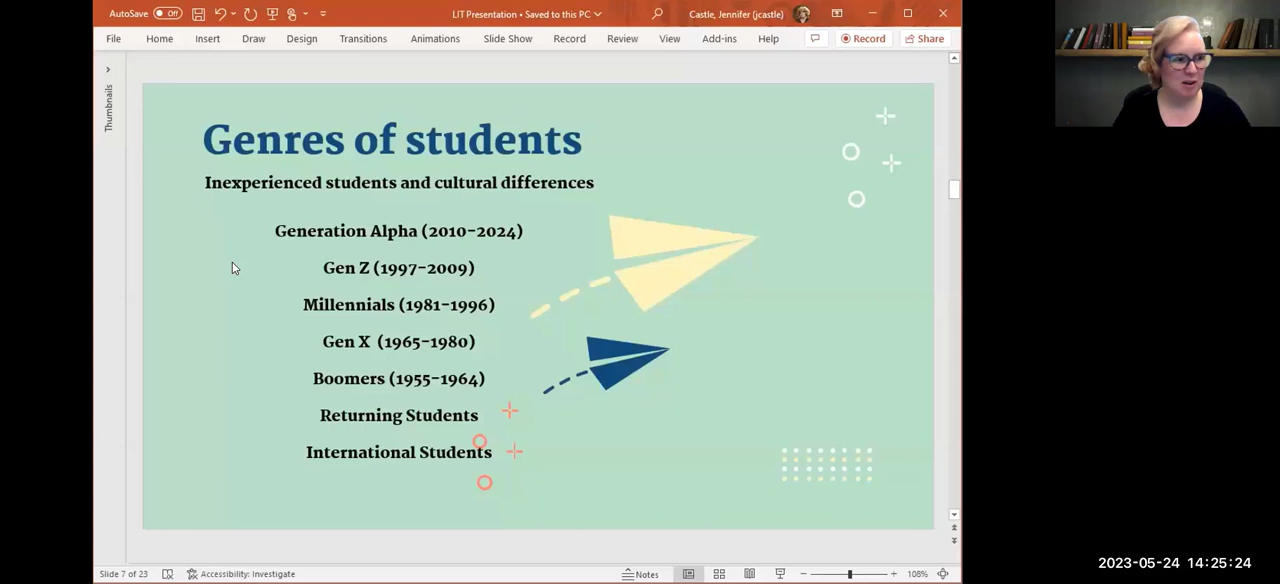 AutoSave Off LIT Presentation • Saved to this PC Castle, Jennifer (jcastle)
File Home Insert Draw Design Transitions Animations Slide Show Record Review View Add-ins Help Record Share
Thumbnails
Genres of students
Inexperienced students and cultural differences
Generation Alpha (2010-2024)
Gen Z (1997-2009)
Millennials (1981-1996)
Gen X (1965-1980)
Boomers (1955-1964)
Returning Students
International Students
Slide 7 of 23 Accessibility: Investigate Notes 108%
2023-05-24 14:25:24